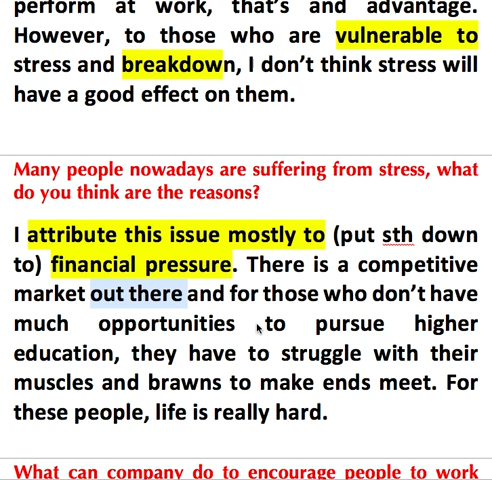 perform at work, that's and advantage.
However, to those who are vulnerable to
stress and breakdown, I don't think stress will
have a good effect on them.
Many people nowadays are suffering from stress, what
do you think are the reasons?
I attribute this issue mostly to (put sth down
to) financial pressure. There is a competitive
market out there and for those who don't have
much opportunities to pursue higher
education, they have to struggle with their
muscles and brawns to make ends meet. For
these people, life is really hard.
What can company do to encourage people to work